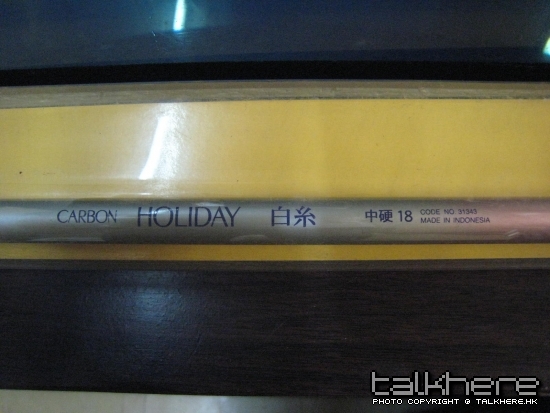 CARBON HOLIDAY 白糸 中硬 18 CODE NO. 31343
MADE IN INDONESIA
talkhere
PHOTO COPYRIGHT @ TALKHERE.HK